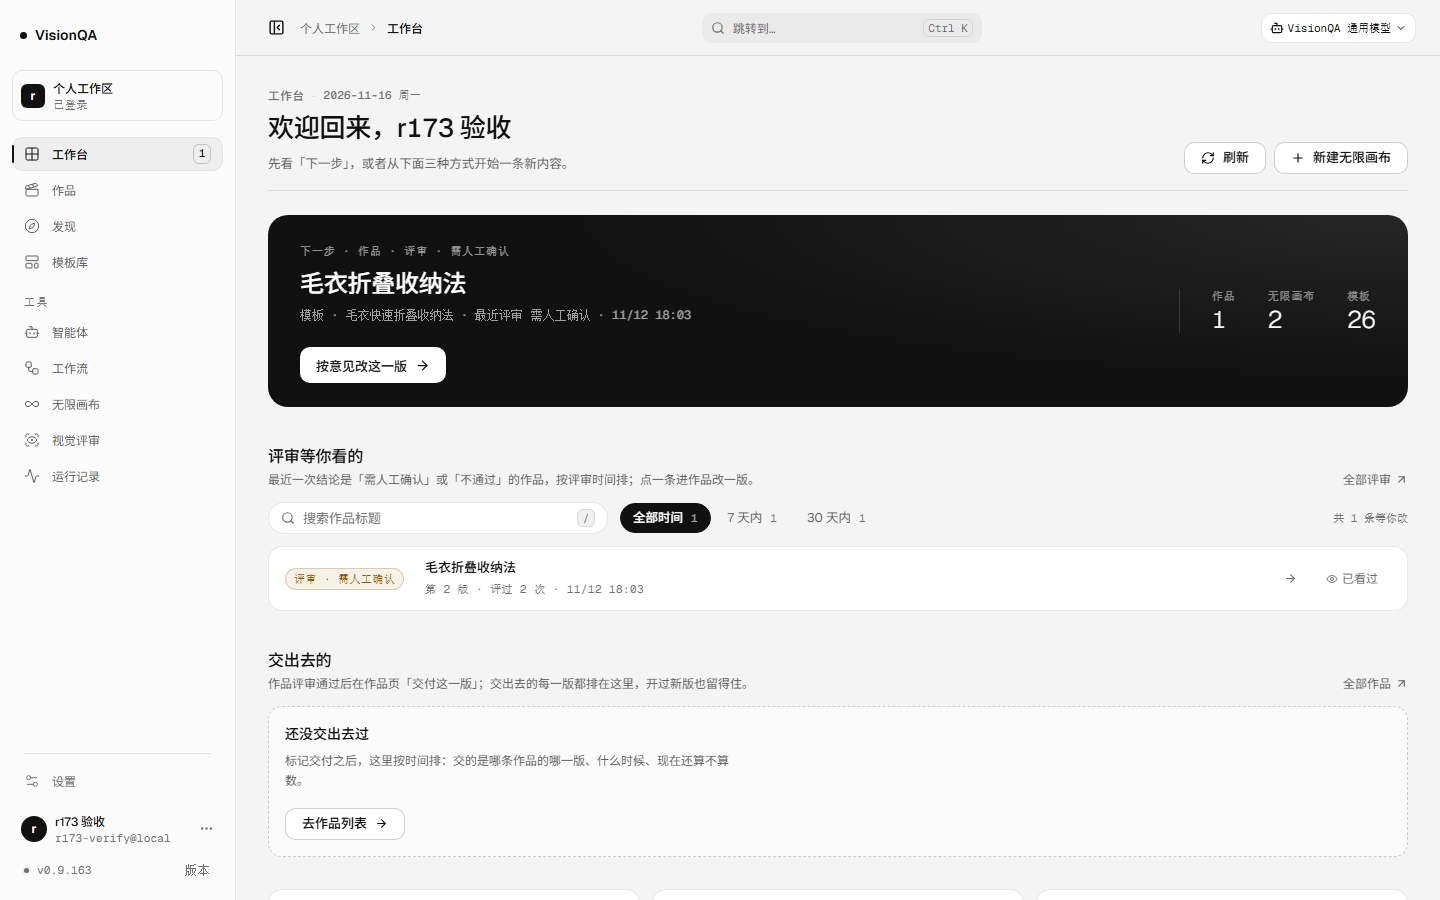 VisionQA
r
个人工作区
已登录
工作台
1
作品
发现
模板库
工具
智能体
工作流
无限画布
视觉评审
运行记录
设置
r
r173 验收
r173-verify@local
v0.9.163
版本
个人工作区
工作台
跳转到…
Ctrl K
VisionQA 通用模型
工作台 · 2026-11-16 周一
欢迎回来，r173 验收
先看「下一步」，或者从下面三种方式开始一条新内容。
刷新
新建无限画布
下一步 · 作品 · 评审 · 需人工确认
毛衣折叠收纳法
模板 · 毛衣快速折叠收纳法 · 最近评审 需人工确认 · 11/12 18:03
按意见改这一版
作品
1
无限画布
2
模板
26
评审等你看的
最近一次结论是「需人工确认」或「不通过」的作品，按评审时间排；点一条进作品改一版。
全部评审
搜索作品标题
/
全部时间 1
7 天内 1
30 天内 1
共 1 条等你改
评审 · 需人工确认
毛衣折叠收纳法
第 2 版 · 评过 2 次 · 11/12 18:03
已看过
交出去的
作品评审通过后在作品页「交付这一版」；交出去的每一版都排在这里，开过新版也留得住。
全部作品
还没交出去过
标记交付之后，这里按时间排：交的是哪条作品的哪一版、什么时候、现在还算不算
数。
去作品列表